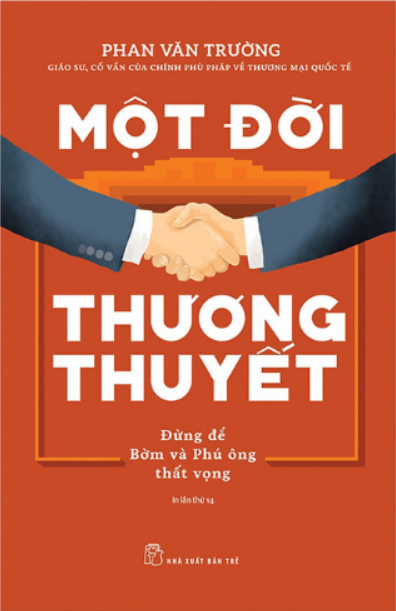 PHAN VĂN TRƯỜNG
GIÁO SƯ, CỐ VẤN CỦA CHÍNH PHỦ PHÁP VỀ THƯƠNG MẠI QUỐC TẾ
MỘT ĐỜI
THƯƠNG
THUYẾT
Đừng để
Bờm và Phú ông
thất vọng
In lần thứ 14
NHÀ XUẤT BẢN TRẺ